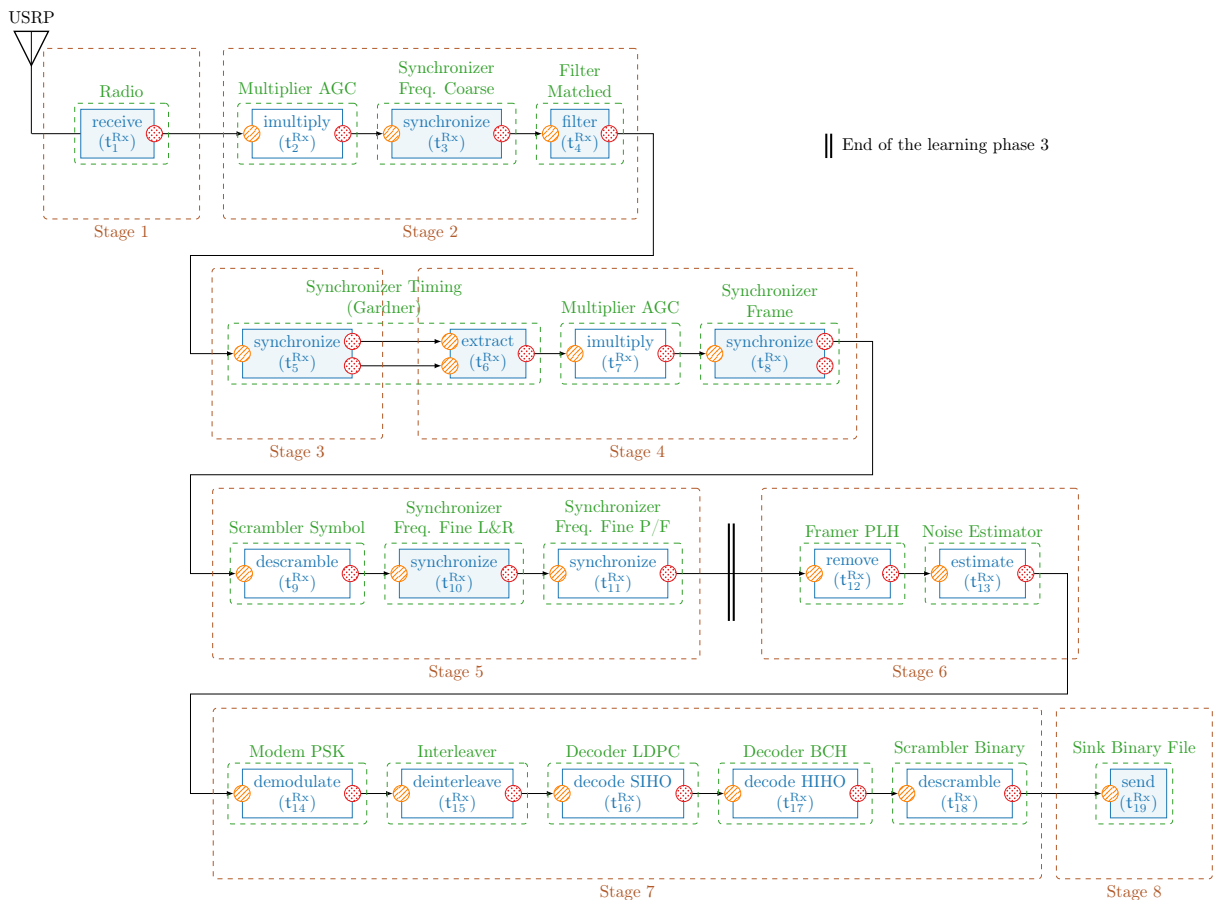 USRP
Radio
receive
(t₁ᴿˣ)
Stage 1
Multiplier AGC
imultiply
(t₂ᴿˣ)
Synchronizer
Freq. Coarse
synchronize
(t₃ᴿˣ)
Filter
Matched
filter
(t₄ᴿˣ)
Stage 2
End of the learning phase 3
Synchronizer Timing
(Gardner)
synchronize
(t₅ᴿˣ)
Stage 3
extract
(t₆ᴿˣ)
Multiplier AGC
imultiply
(t₇ᴿˣ)
Synchronizer
Frame
synchronize
(t₈ᴿˣ)
Stage 4
Scrambler Symbol
descramble
(t₉ᴿˣ)
Synchronizer
Freq. Fine L&R
synchronize
(t₁₀ᴿˣ)
Synchronizer
Freq. Fine P/F
synchronize
(t₁₁ᴿˣ)
Stage 5
Framer PLH
remove
(t₁₂ᴿˣ)
Noise Estimator
estimate
(t₁₃ᴿˣ)
Stage 6
Modem PSK
demodulate
(t₁₄ᴿˣ)
Interleaver
deinterleave
(t₁₅ᴿˣ)
Decoder LDPC
decode SIHO
(t₁₆ᴿˣ)
Decoder BCH
decode HIHO
(t₁₇ᴿˣ)
Scrambler Binary
descramble
(t₁₈ᴿˣ)
Stage 7
Sink Binary File
send
(t₁₉ᴿˣ)
Stage 8